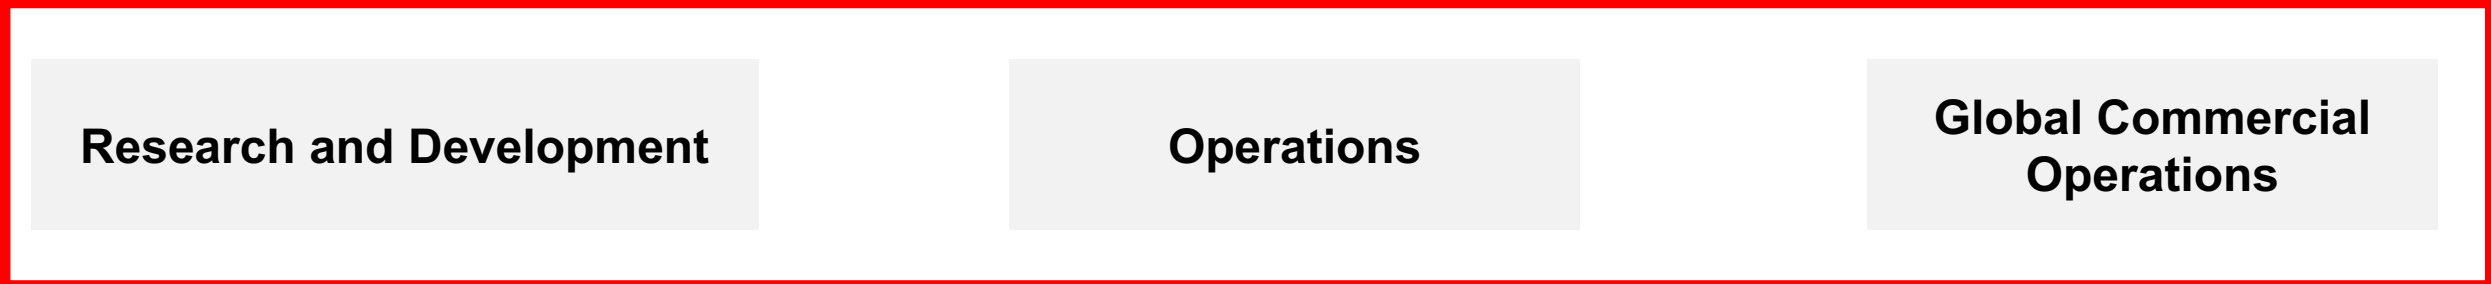 Research and Development
Operations
Global Commercial
Operations